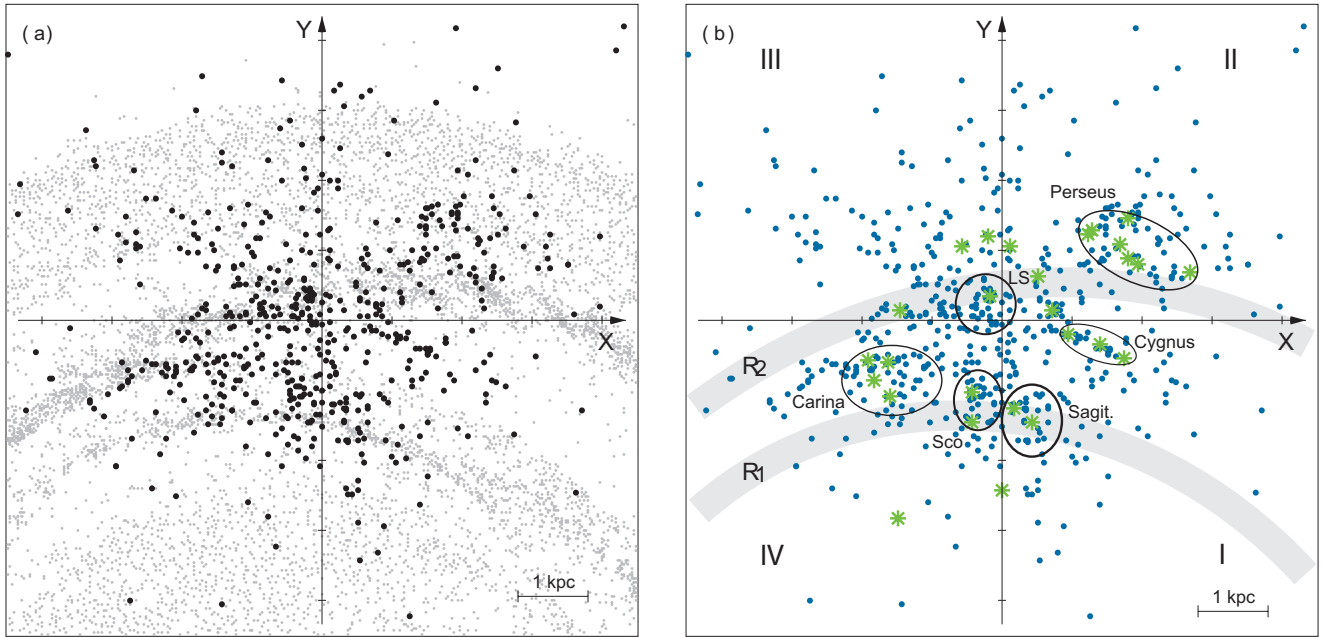 ( a )
Y
X
1 kpc
( b )
Y
III
II
Perseus
LS
X
Cygnus
R2
Carina
Sagit.
Sco
R1
IV
I
1 kpc